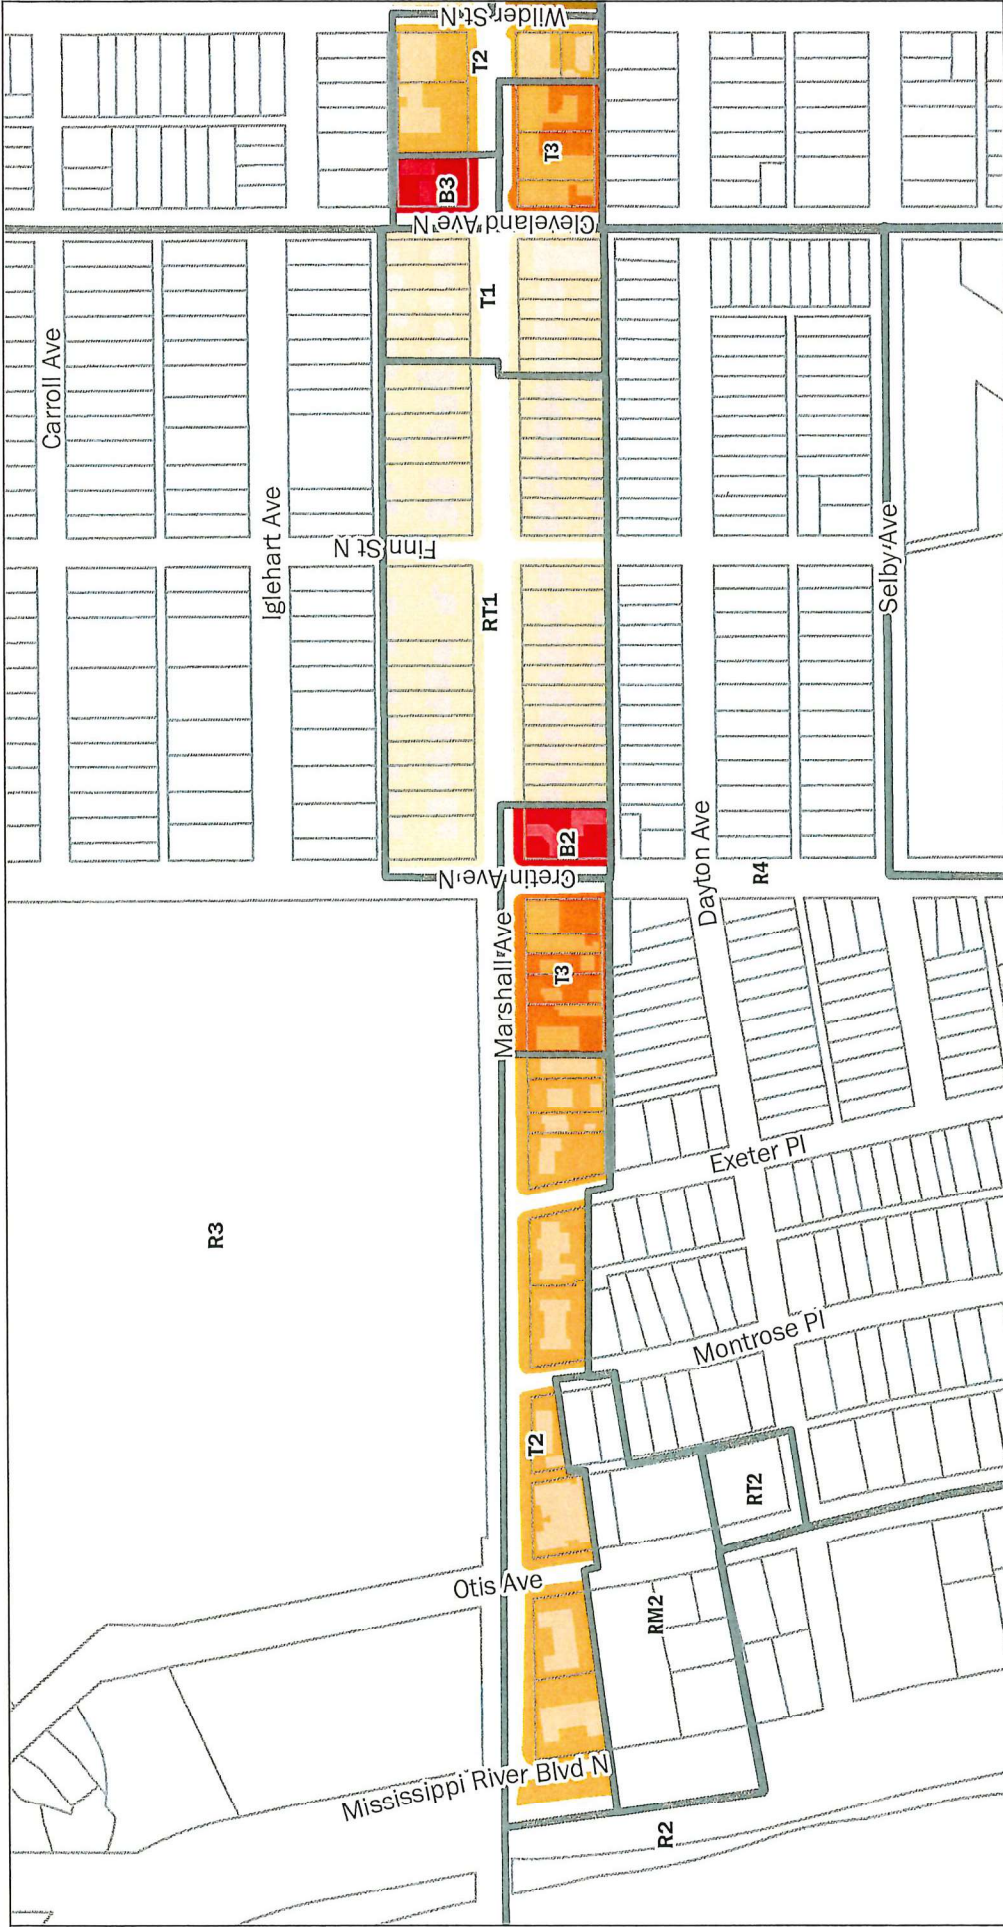 Mississippi River Blvd N
R2
Otis Ave
RM2
R3
T2
RT2
Montrose Pl
Exeter Pl
Marshall Ave
T3
Cretin Ave N
Dayton Ave
R4
B2
RT1
Finn St N
Iglehart Ave
Selby Ave
Carroll Ave
T1
Cleveland Ave N
B3
T3
T2
Wilder St N